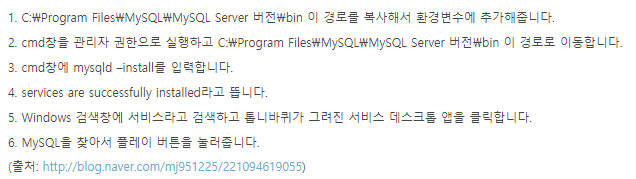 1. C:₩Program Files₩MySQL₩MySQL Server 버전₩bin 이 경로를 복사해서 환경변수에 추가해줍니다.
2. cmd창을 관리자 권한으로 실행하고 C:₩Program Files₩MySQL₩MySQL Server 버전₩bin 이 경로로 이동합니다.
3. cmd창에 mysqld –install를 입력합니다.
4. services are successfully installed라고 뜹니다.
5. Windows 검색창에 서비스라고 검색하고 톱니바퀴가 그려진 서비스 데스크톱 앱을 클릭합니다.
6. MySQL을 찾아서 플레이 버튼을 눌러줍니다.
(출처: http://blog.naver.com/mj951225/221094619055)